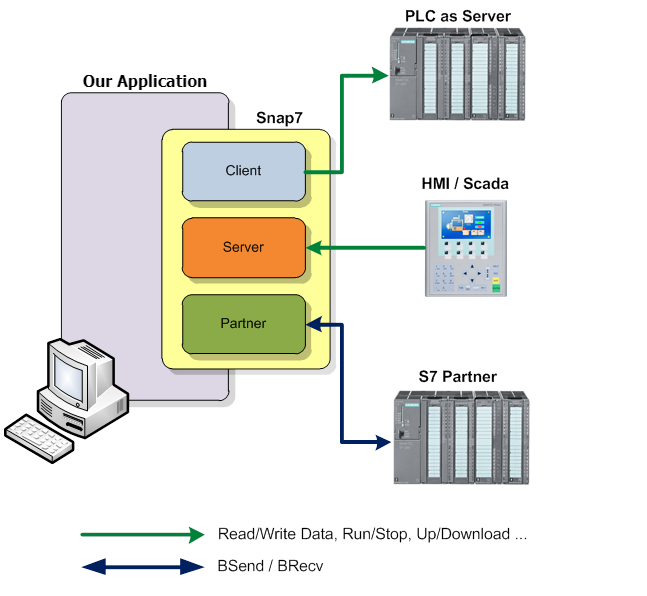 PLC as Server
Our Application
Snap7
Client
HMI / Scada
Server
Partner
S7 Partner
Read/Write Data, Run/Stop, Up/Download ...
BSend / BRecv